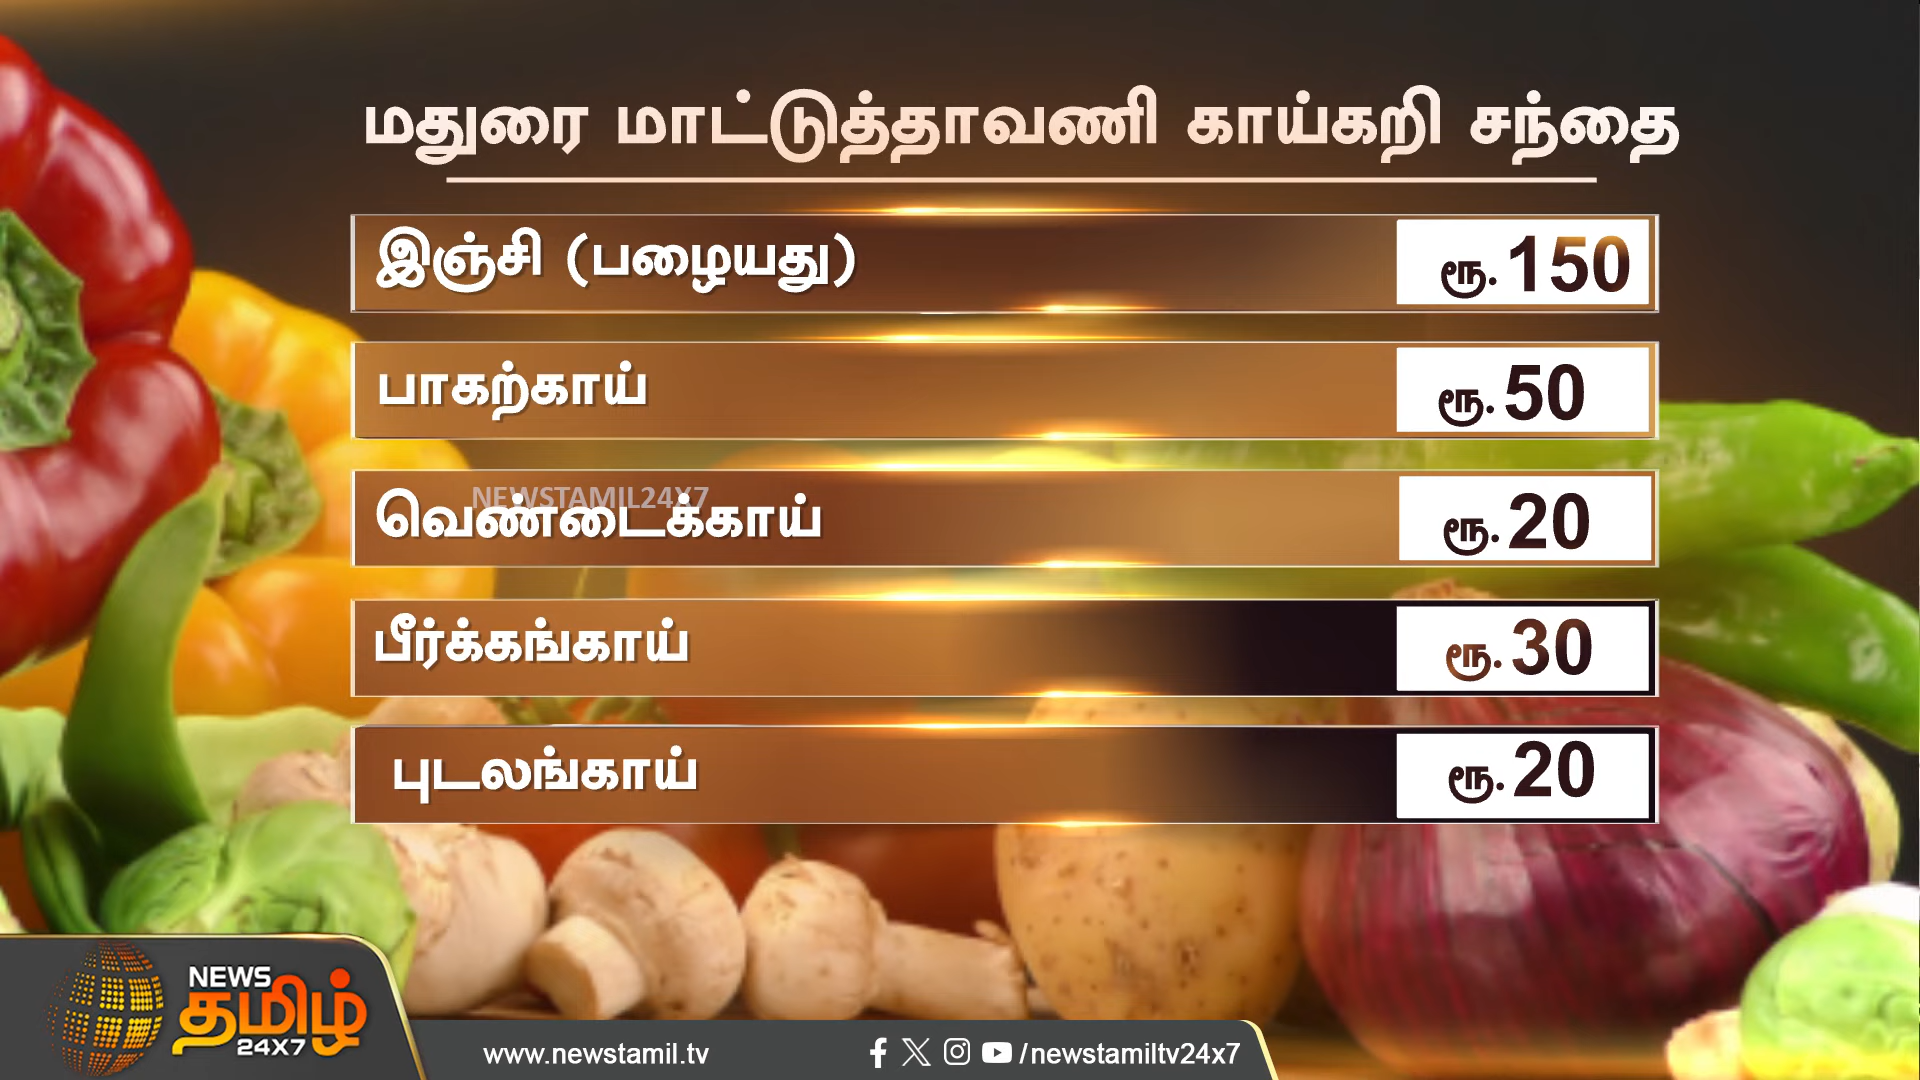 மதுரை மாட்டுத்தாவணி காய்கறி சந்தை
இஞ்சி (பழையது) ரூ. 150
பாகற்காய் ரூ. 50
NEWSTAMIL24X7
வெண்டைக்காய் ரூ. 20
பீர்க்கங்காய் ரூ. 30
புடலங்காய் ரூ. 20
NEWS
தமிழ்
24X7
www.newstamil.tv /newstamiltv24x7